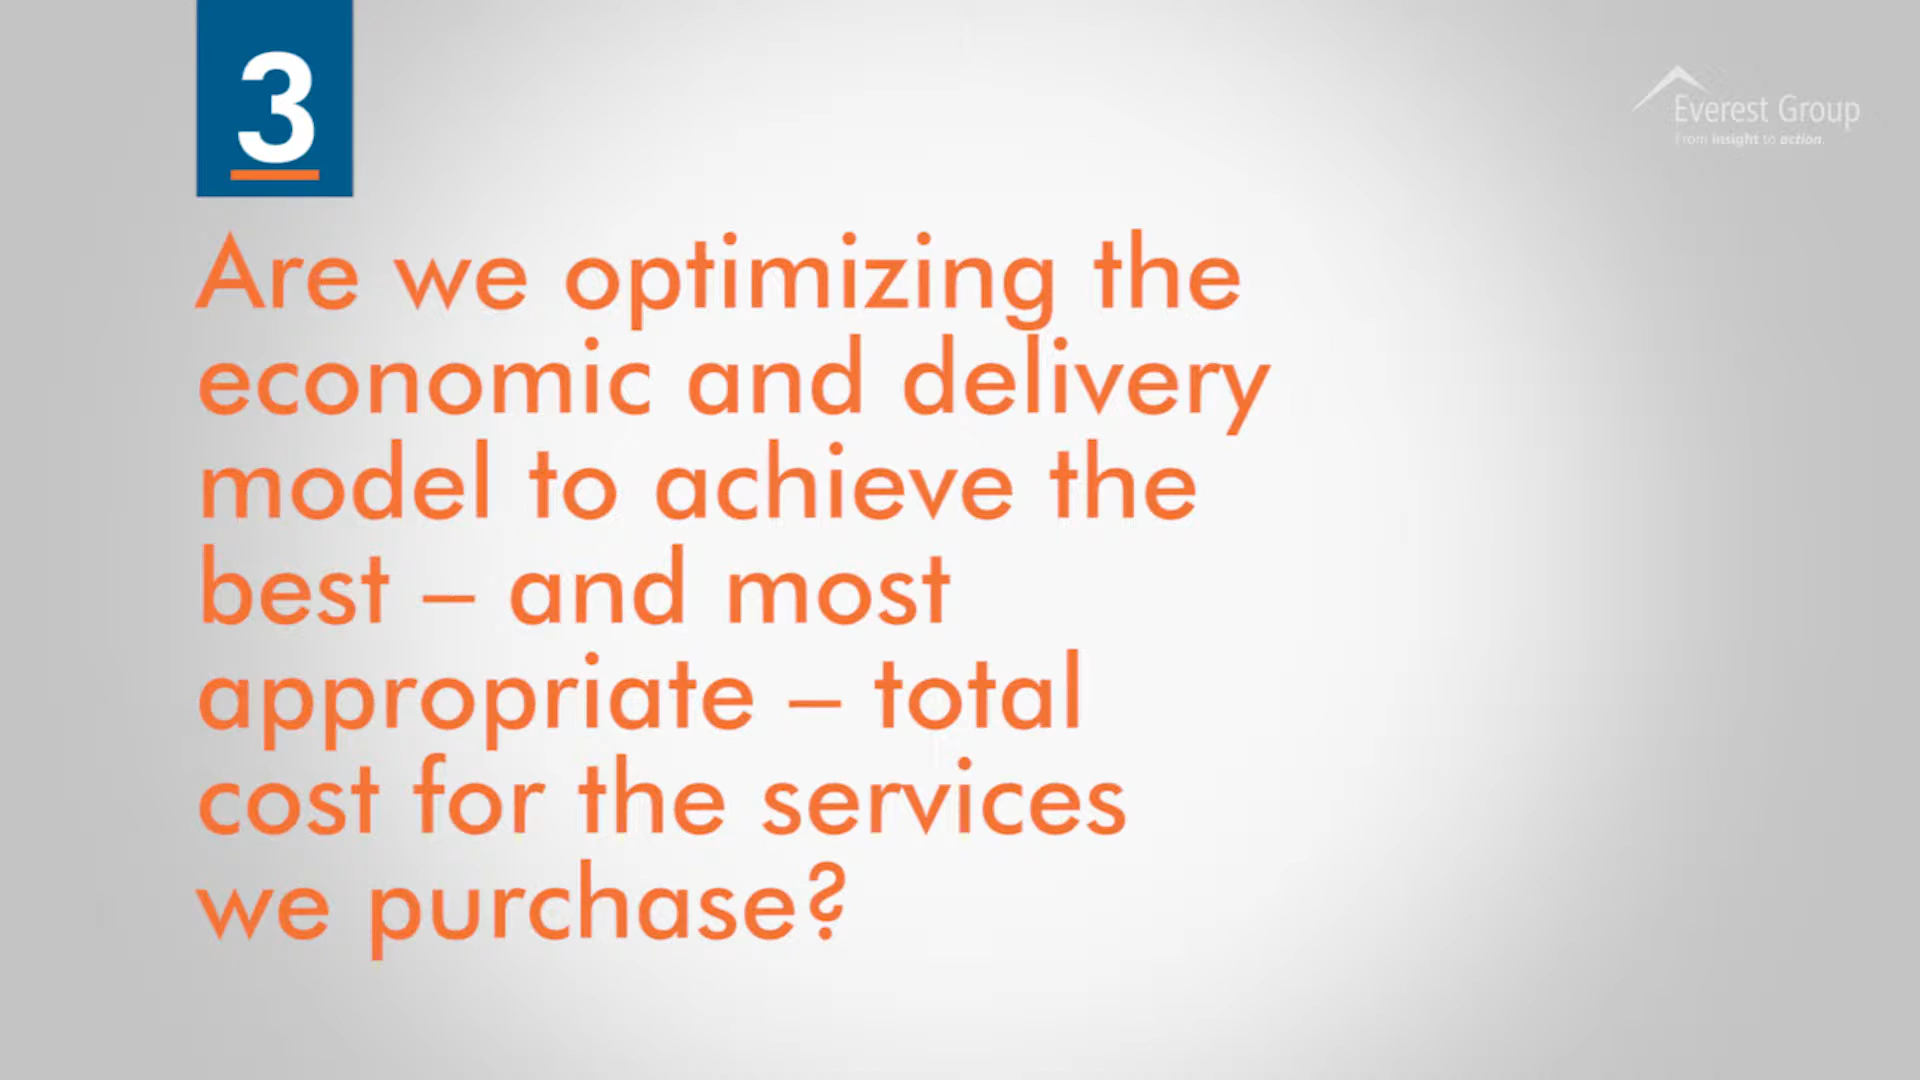 3
Everest Group
From insight to action.
Are we optimizing the
economic and delivery
model to achieve the
best – and most
appropriate – total
cost for the services
we purchase?